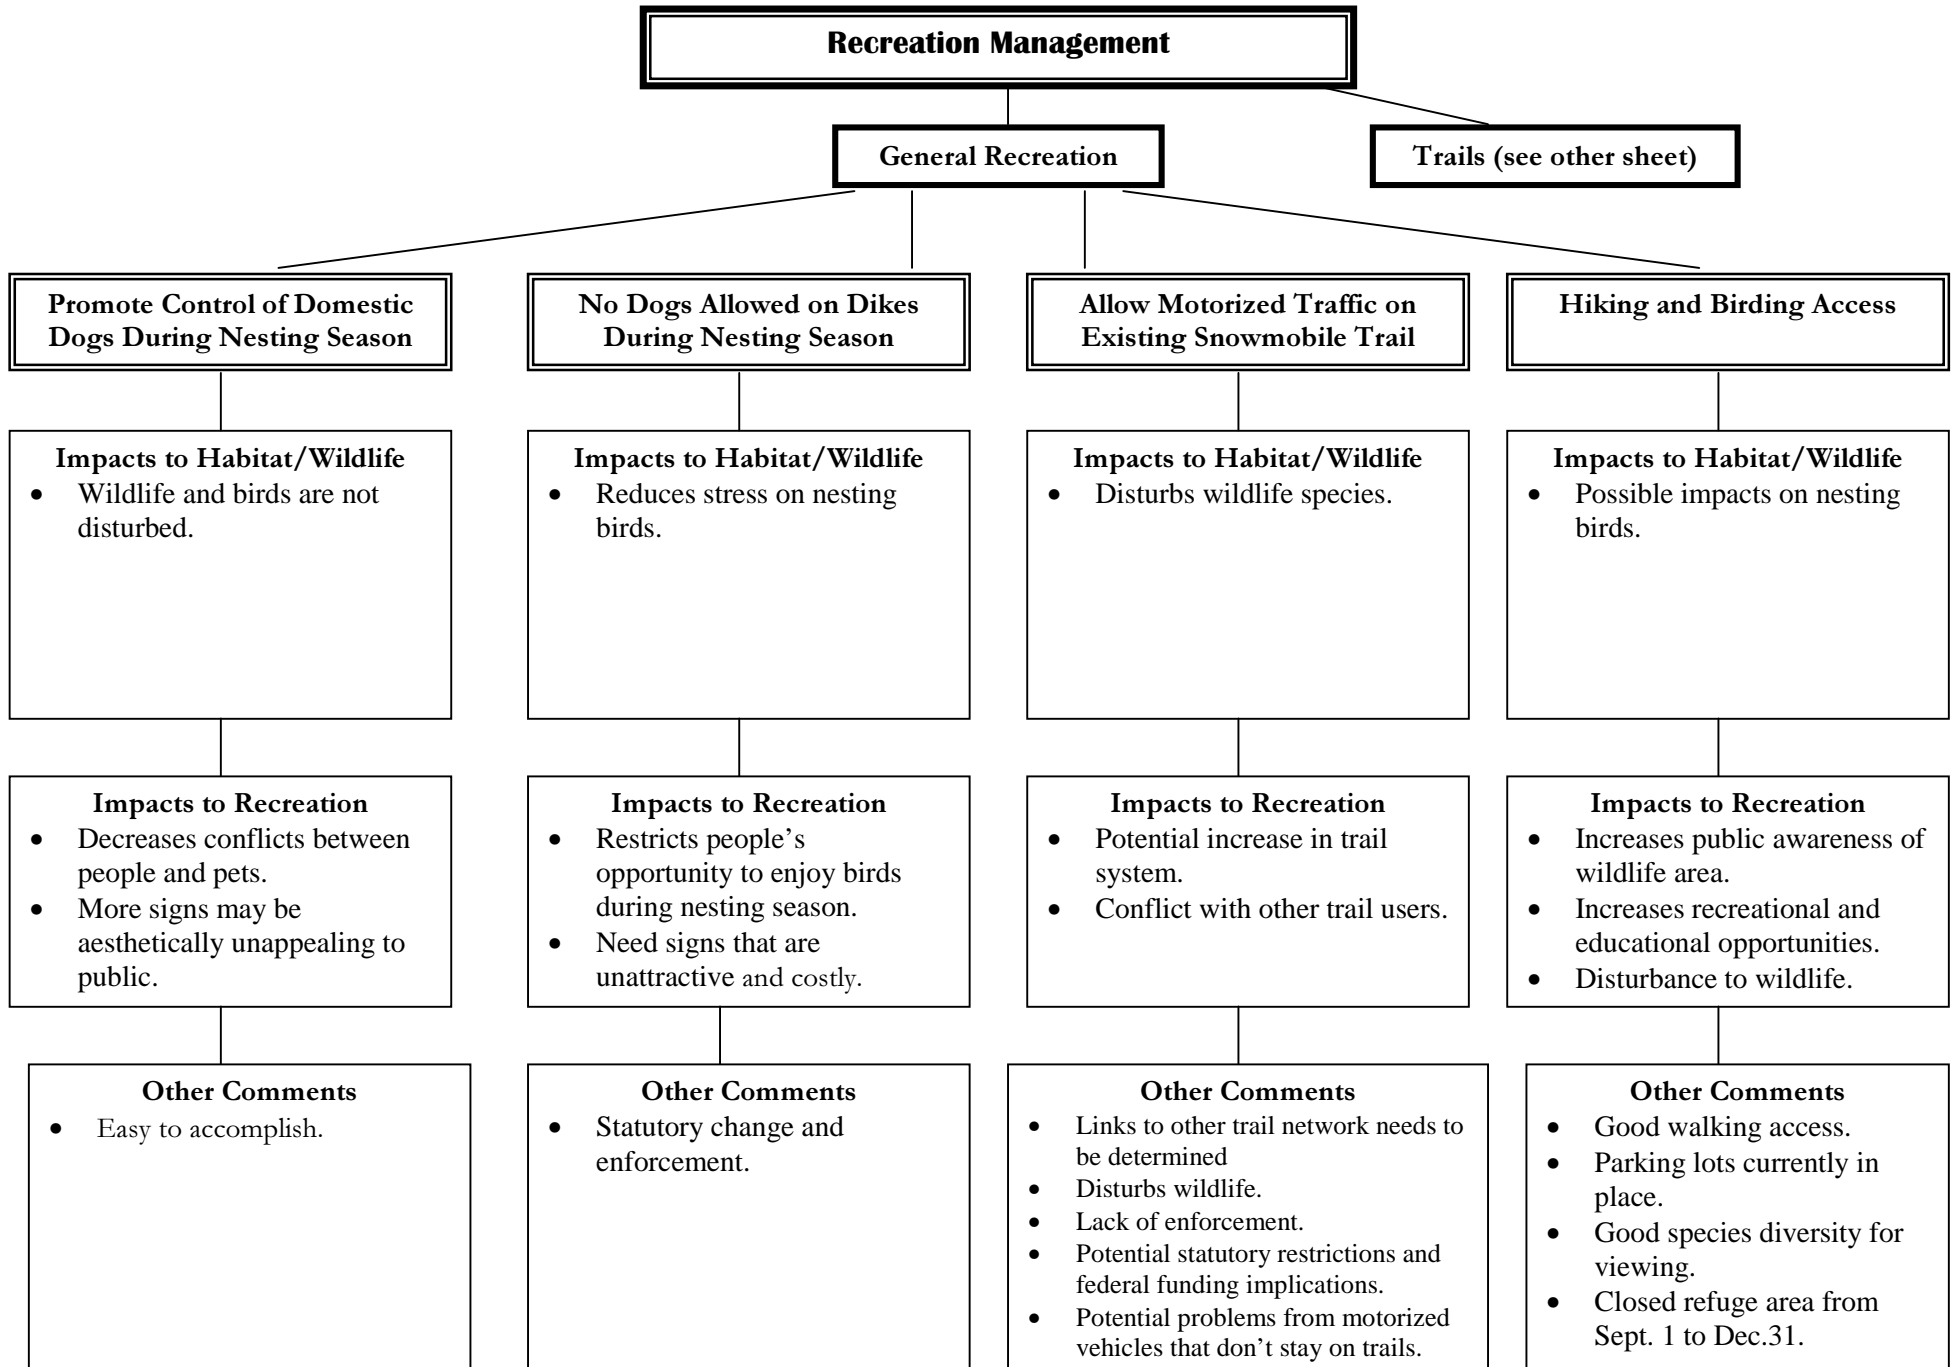 Recreation Management
General Recreation
Trails (see other sheet)
Promote Control of Domestic
Dogs During Nesting Season
No Dogs Allowed on Dikes
During Nesting Season
Allow Motorized Traffic on
Existing Snowmobile Trail
Hiking and Birding Access
Impacts to Habitat/Wildlife
• Wildlife and birds are not
disturbed.
Impacts to Habitat/Wildlife
• Reduces stress on nesting
birds.
Impacts to Habitat/Wildlife
• Disturbs wildlife species.
Impacts to Habitat/Wildlife
• Possible impacts on nesting
birds.
Impacts to Recreation
• Decreases conflicts between
people and pets.
• More signs may be
aesthetically unappealing to
public.
Impacts to Recreation
• Restricts people’s
opportunity to enjoy birds
during nesting season.
• Need signs that are
unattractive and costly.
Impacts to Recreation
• Potential increase in trail
system.
• Conflict with other trail users.
Impacts to Recreation
• Increases public awareness of
wildlife area.
• Increases recreational and
educational opportunities.
• Disturbance to wildlife.
Other Comments
• Easy to accomplish.
Other Comments
• Statutory change and
enforcement.
Other Comments
• Links to other trail network needs to
be determined
• Disturbs wildlife.
• Lack of enforcement.
• Potential statutory restrictions and
federal funding implications.
• Potential problems from motorized
vehicles that don’t stay on trails.
Other Comments
• Good walking access.
• Parking lots currently in
place.
• Good species diversity for
viewing.
• Closed refuge area from
Sept. 1 to Dec.31.